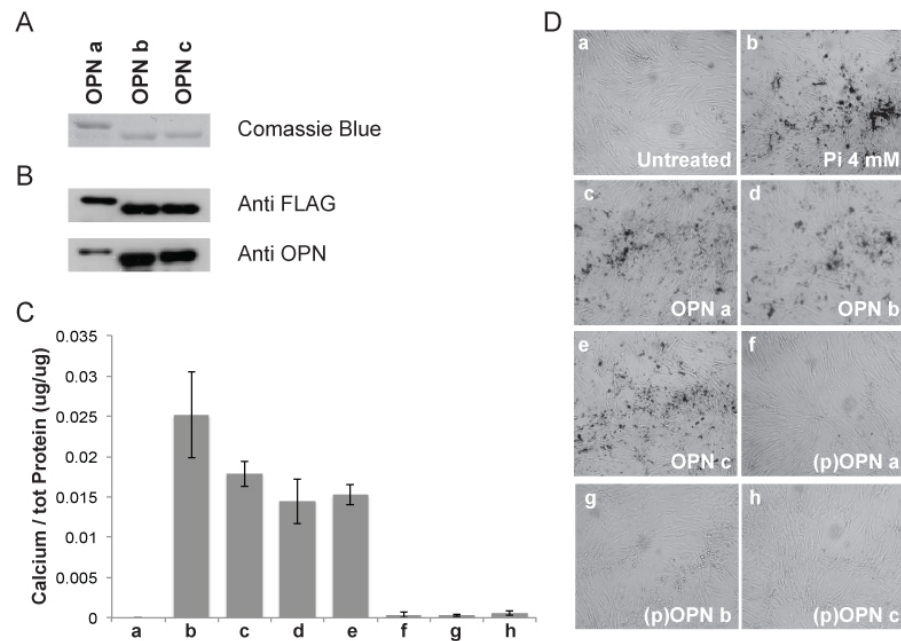 A
OPN a
OPN b
OPN c
Comassie Blue
B
Anti FLAG
Anti OPN
C
Calcium / tot Protein (ug/ug)
0.035
0.03
0.025
0.02
0.015
0.01
0.005
0
a b c d e f g h
D
a
Untreated
b
Pi 4 mM
c
OPN a
d
OPN b
e
OPN c
f
(p)OPN a
g
(p)OPN b
h
(p)OPN c